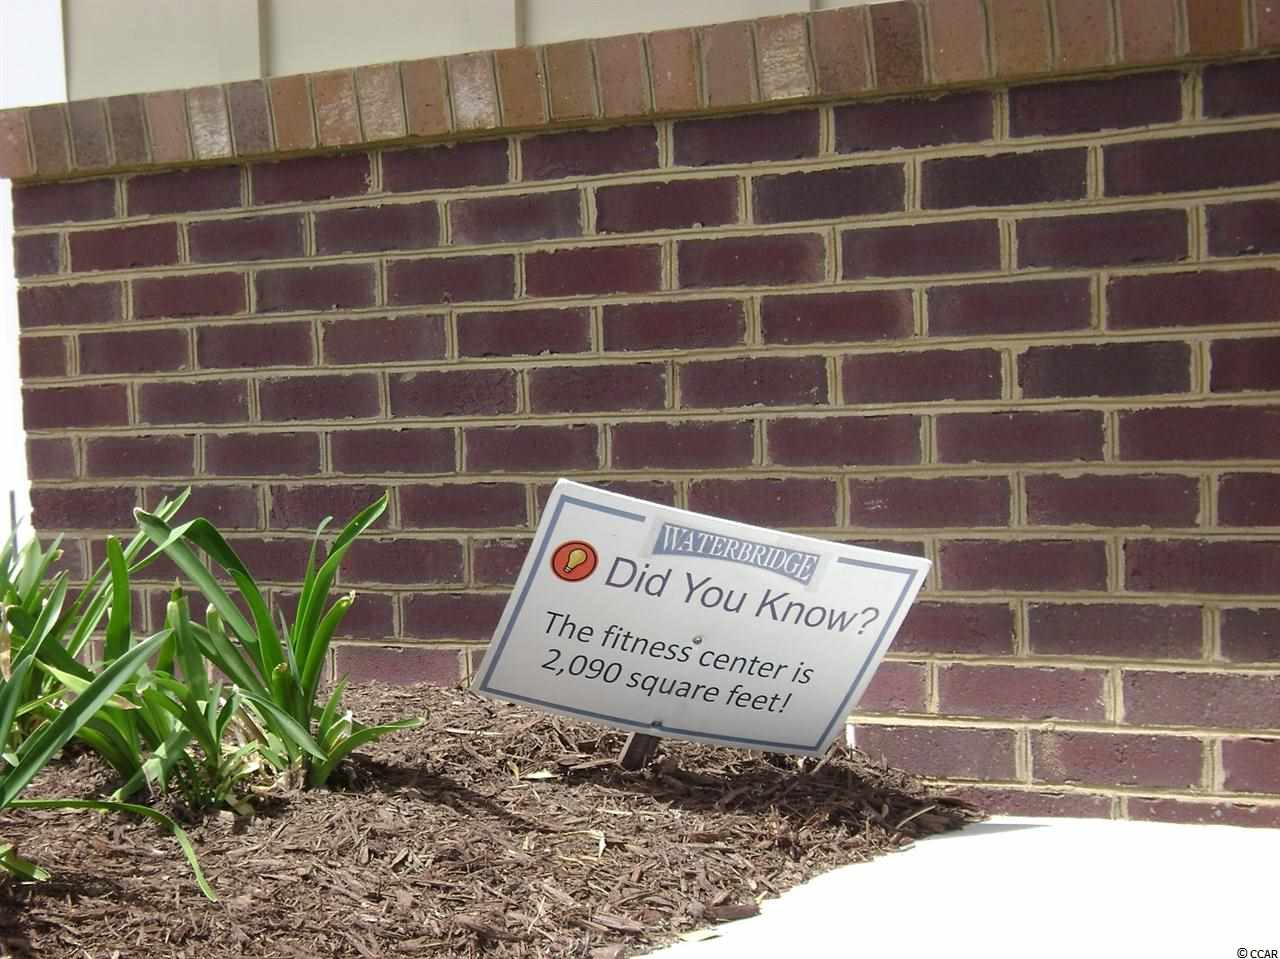 WATERBRIDGE
Did You Know?
The fitness center is
2,090 square feet!
© CCAR